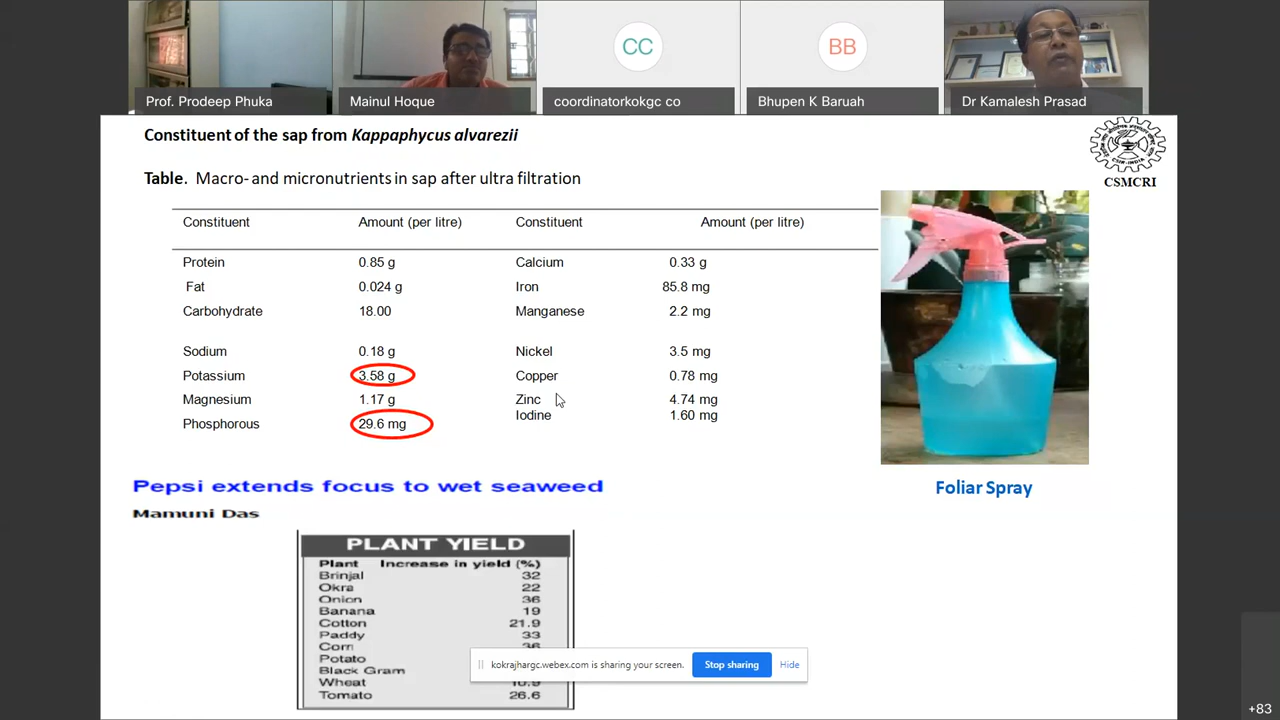 CC
BB
Prof. Prodeep Phuka
Mainul Hoque
coordinatorkokgc co
Bhupen K Baruah
Dr Kamalesh Prasad
Constituent of the sap from Kappaphycus alvarezii
CSMCRI
Table. Macro- and micronutrients in sap after ultra filtration
Constituent Amount (per litre) Constituent Amount (per litre)
Protein 0.85 g Calcium 0.33 g
Fat 0.024 g Iron 85.8 mg
Carbohydrate 18.00 Manganese 2.2 mg
Sodium 0.18 g Nickel 3.5 mg
Potassium 3.58 g Copper 0.78 mg
Magnesium 1.17 g Zinc 4.74 mg
Phosphorous 29.6 mg Iodine 1.60 mg
Pepsi extends focus to wet seaweed
Foliar Spray
Mamuni Das
PLANT YIELD
Plant Increase in yield (%)
Brinjal 32
Okra 22
Onion 36
Banana 19
Cotton 21.9
Paddy 33
Corn
Potato
Black Gram
Wheat
Tomato 26.6
kokrajhargc.webex.com is sharing your screen. Stop sharing Hide
+83